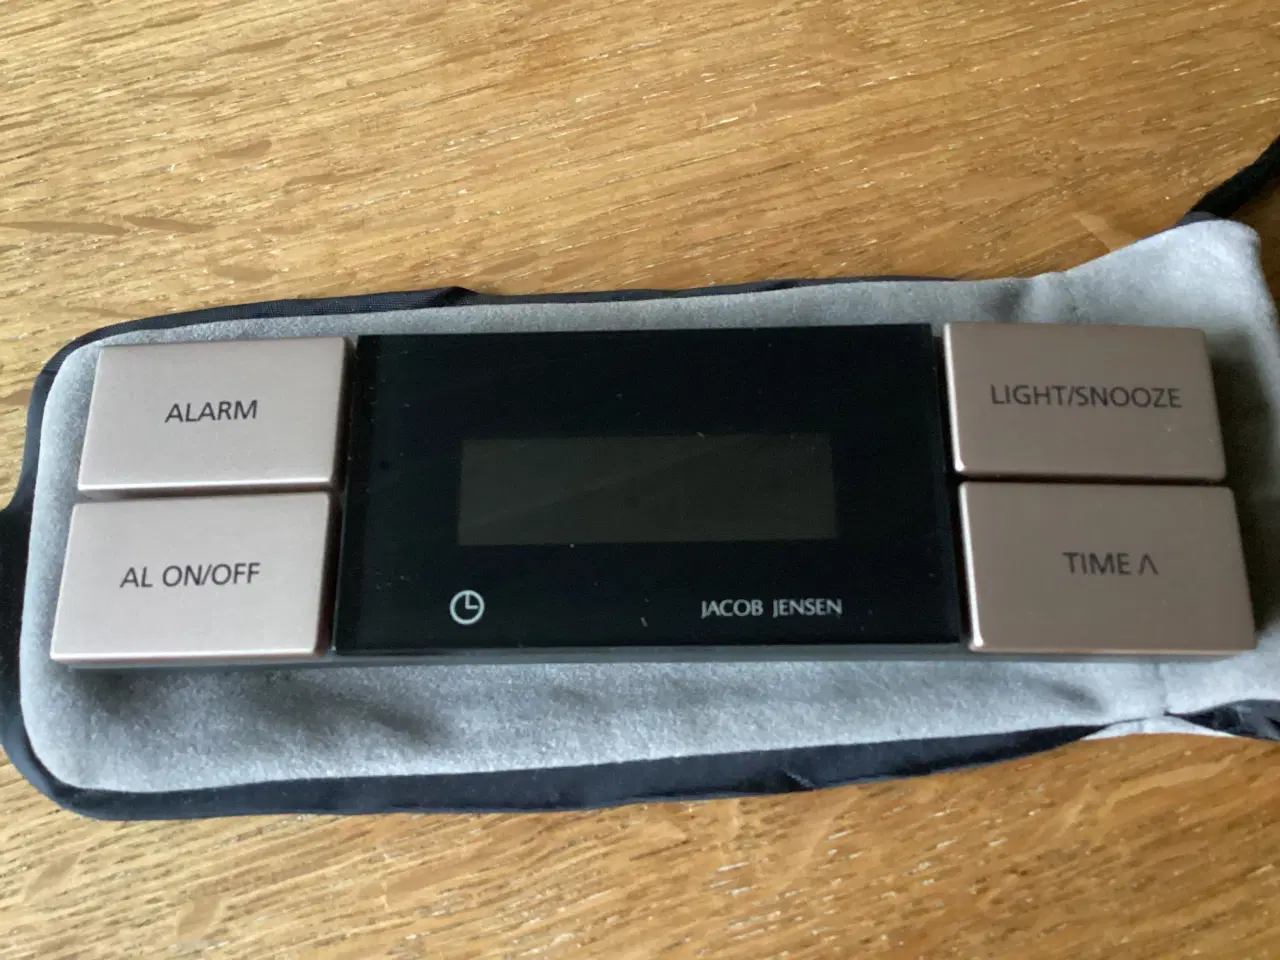 ALARM
LIGHT/SNOOZE
AL ON/OFF
TIME Λ
JACOB JENSEN